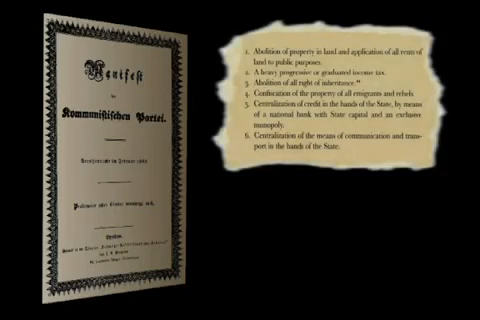 Manifest
der
Kommunistischen Partei.
Veröffentlicht im Februar 1848.
Proletarier aller Länder vereinigt euch.
London.
1. Abolition of property in land and application of all rents of
land to public purposes.
2. A heavy progressive or graduated income tax.
3. Abolition of all right of inheritance.
4. Confiscation of the property of all emigrants and rebels.
5. Centralization of credit in the hands of the State, by means
of a national bank with State capital and an exclusive
monopoly.
6. Centralization of the means of communication and trans-
port in the hands of the State.